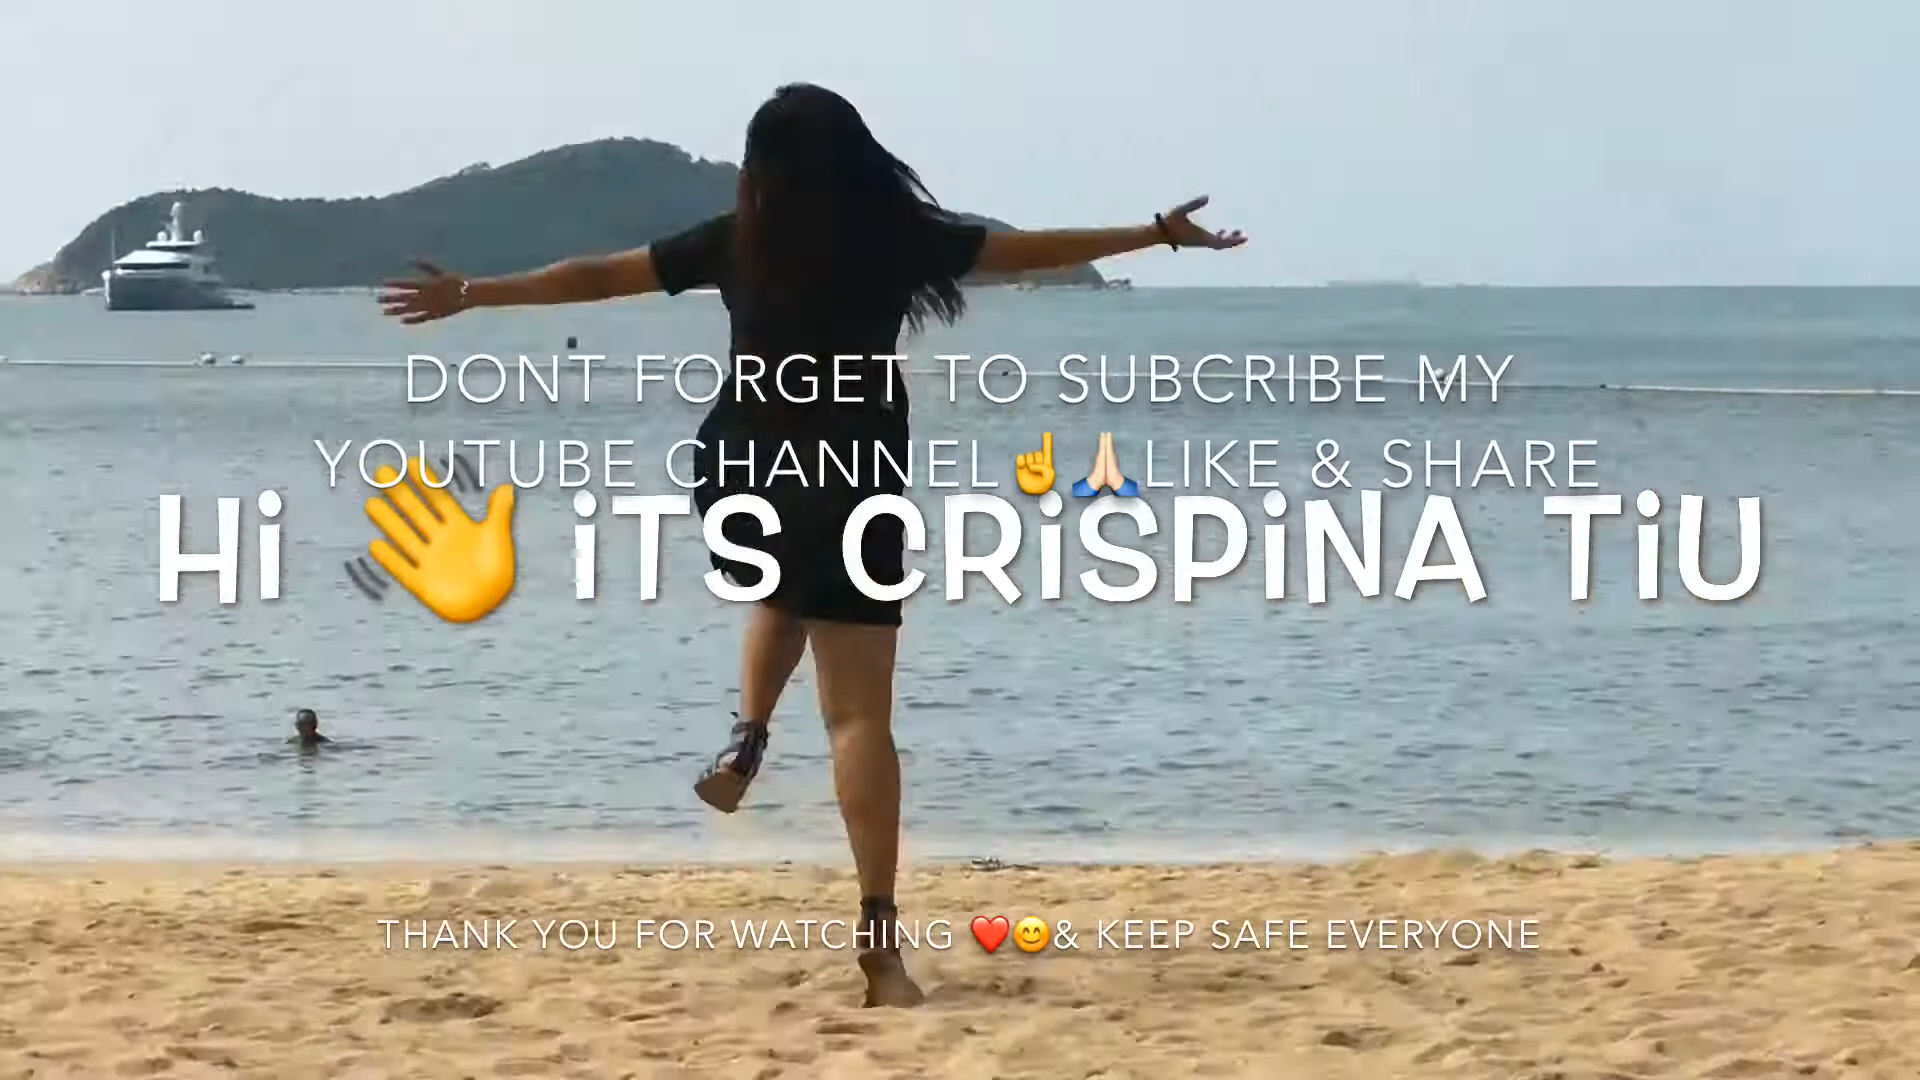 DONT FORGET TO SUBCRIBE MY
YOUTUBE CHANNEL☝️🙏🏻LIKE & SHARE
Hi 👋 iTS CRiSPiNA TiU
THANK YOU FOR WATCHING ❤️😊& KEEP SAFE EVERYONE